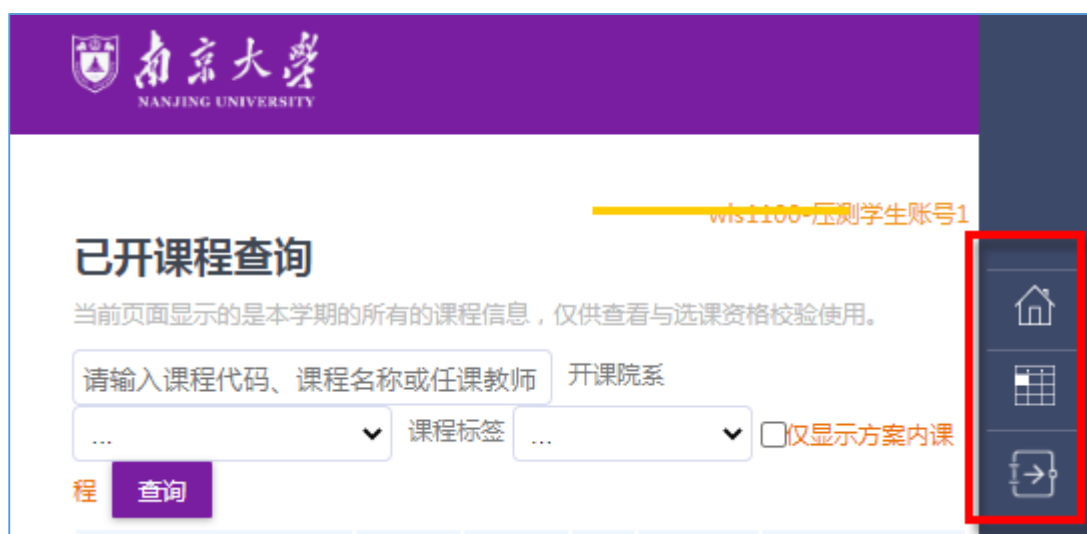 南京大學
NANJING UNIVERSITY
wls1100-压测学生账号1
已开课程查询
当前页面显示的是本学期的所有的课程信息，仅供查看与选课资格校验使用。
请输入课程代码、课程名称或任课教师 开课院系
... 课程标签 ... 仅显示方案内课
程 查询